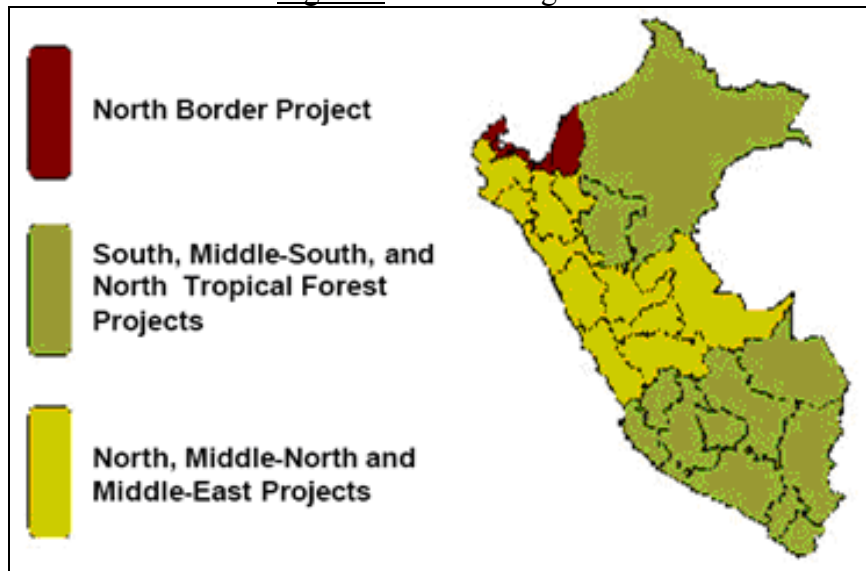 North Border Project
South, Middle-South, and
North Tropical Forest
Projects
North, Middle-North and
Middle-East Projects